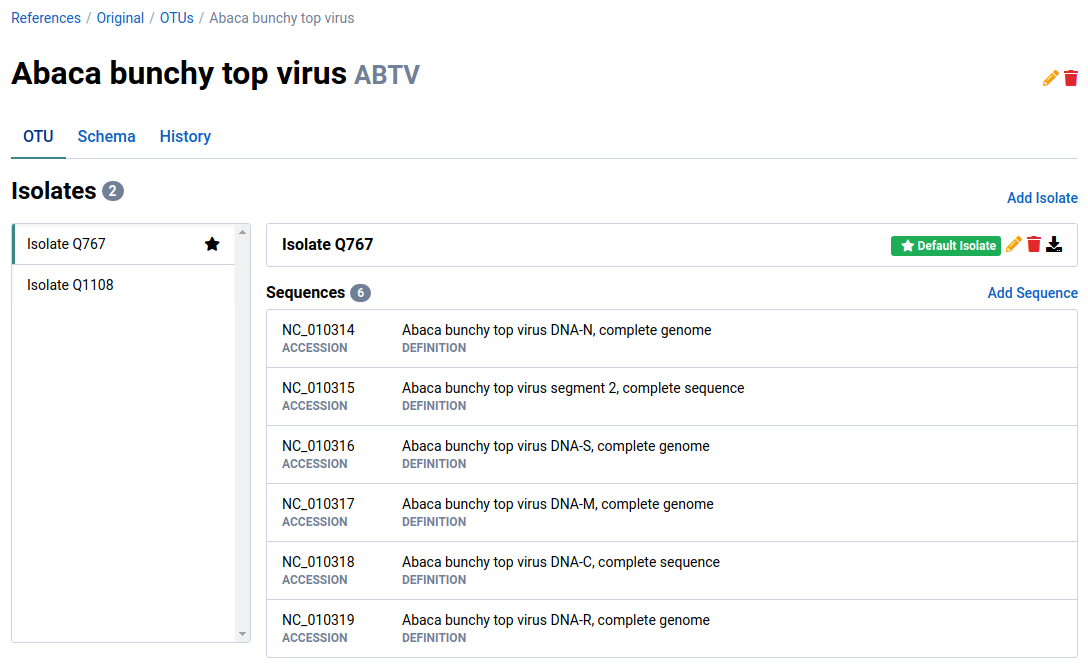 References / Original / OTUs / Abaca bunchy top virus
Abaca bunchy top virus ABTV
OTU Schema History
Isolates 2
Add Isolate
Isolate Q767
Isolate Q1108
Isolate Q767 Default Isolate
Sequences 6 Add Sequence
NC_010314 Abaca bunchy top virus DNA-N, complete genome
ACCESSION DEFINITION
NC_010315 Abaca bunchy top virus segment 2, complete sequence
ACCESSION DEFINITION
NC_010316 Abaca bunchy top virus DNA-S, complete genome
ACCESSION DEFINITION
NC_010317 Abaca bunchy top virus DNA-M, complete genome
ACCESSION DEFINITION
NC_010318 Abaca bunchy top virus DNA-C, complete sequence
ACCESSION DEFINITION
NC_010319 Abaca bunchy top virus DNA-R, complete genome
ACCESSION DEFINITION